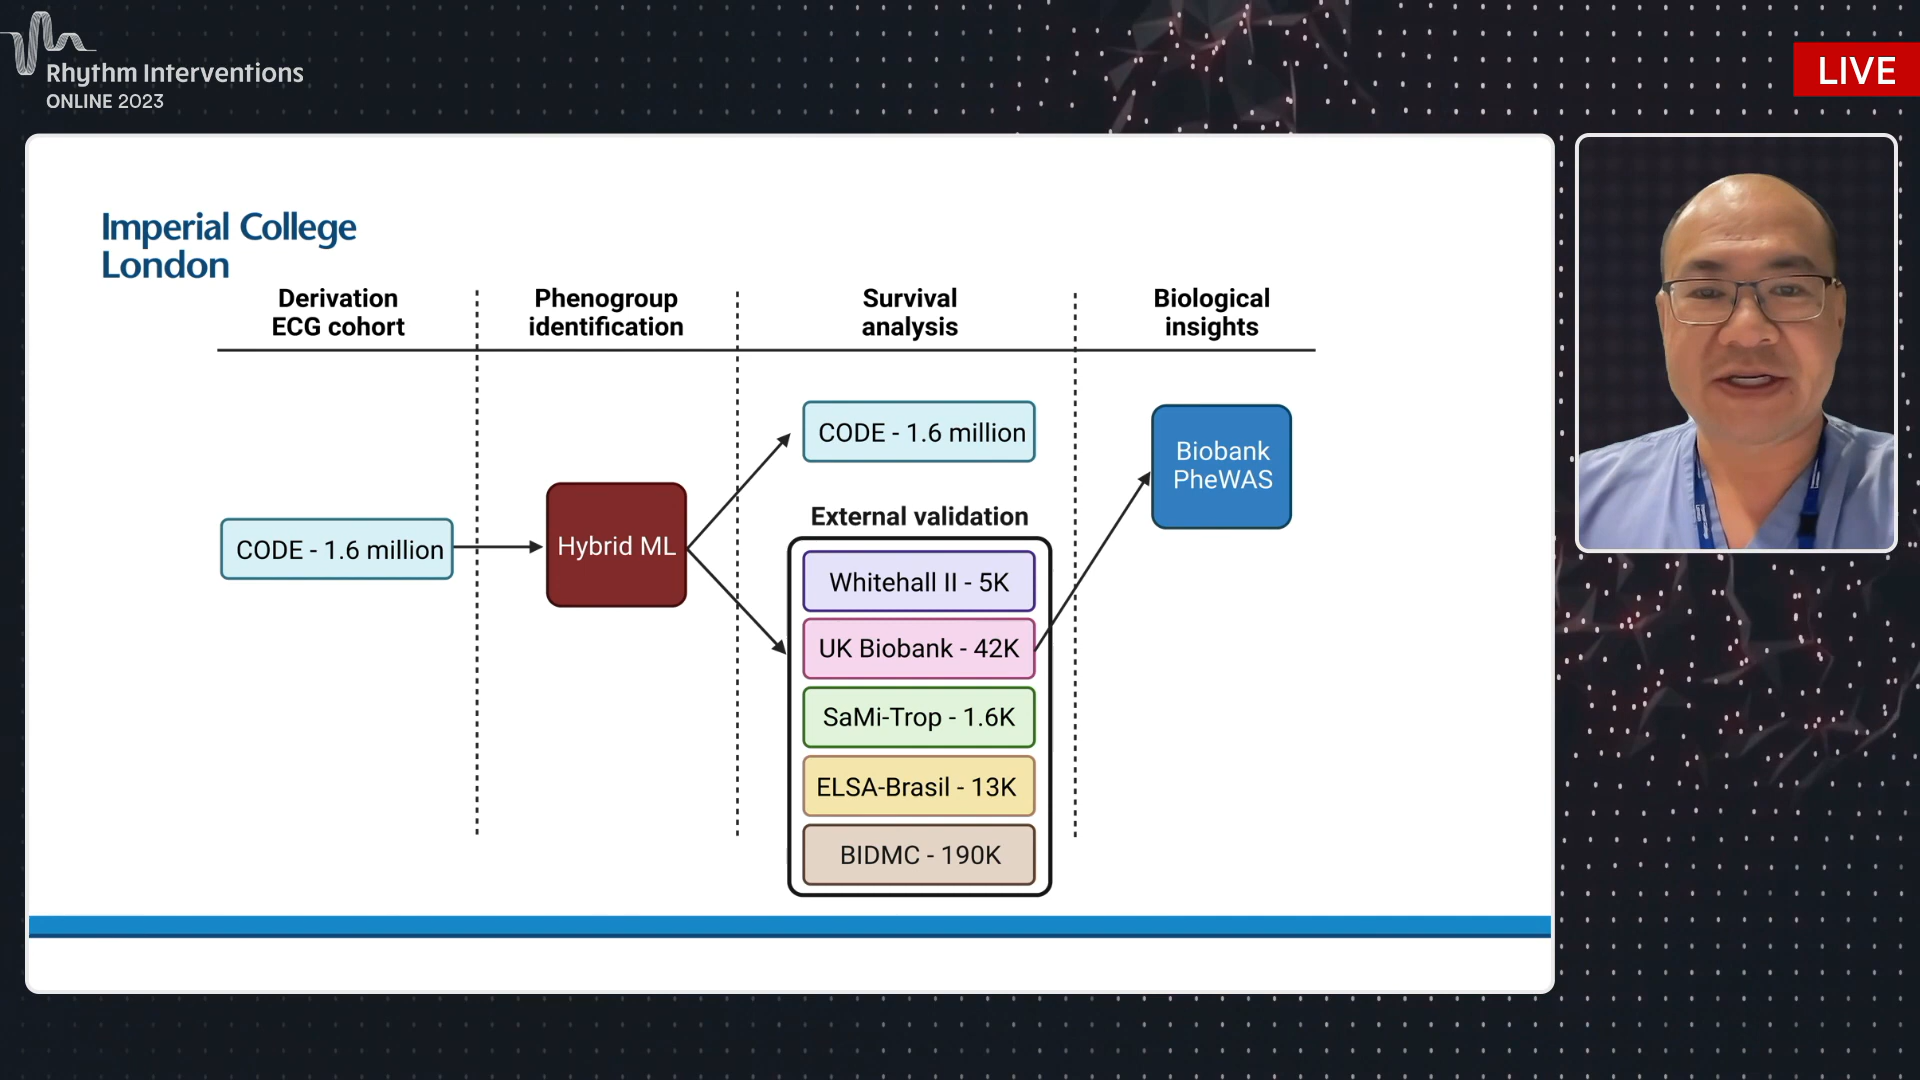 Rhythm Interventions
ONLINE 2023
LIVE
Imperial College
London
Derivation
ECG cohort
Phenogroup
identification
Survival
analysis
Biological
insights
CODE - 1.6 million
Hybrid ML
CODE - 1.6 million
External validation
Whitehall II - 5K
UK Biobank - 42K
SaMi-Trop - 1.6K
ELSA-Brasil - 13K
BIDMC - 190K
Biobank
PheWAS